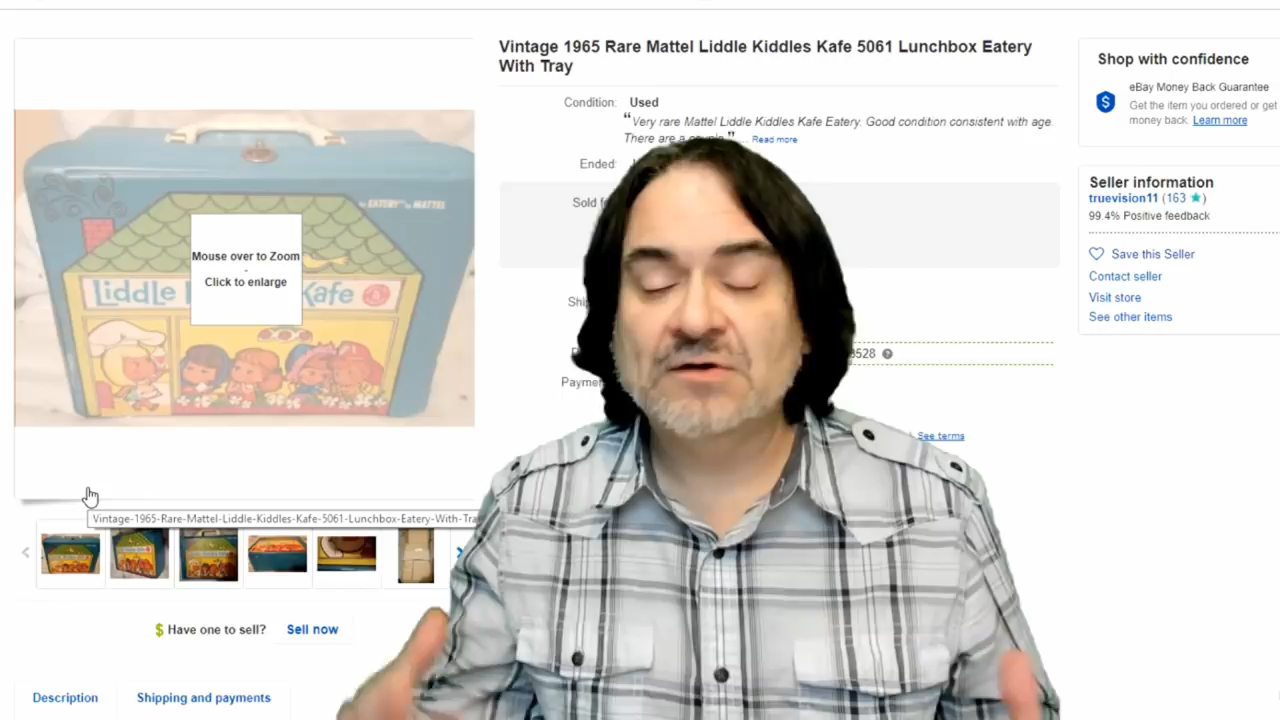 Vintage 1965 Rare Mattel Liddle Kiddles Kafe 5061 Lunchbox Eatery
With Tray
Condition:
Used
"Very rare Mattel Liddle Kiddles Kafe Eatery. Good condition consistent with age.
There are a couple" ... Read more
Ended:
Sold
528
See terms
by EATERY MATTEL
Mouse over to Zoom
-
Click to enlarge
LiddLe
Kafe
Vintage-1965-Rare-Mattel-Liddle-Kiddles-Kafe-5061-Lunchbox-Eatery-With-Tra
$ Have one to sell?
Sell now
Description
Shipping and payments
Shop with confidence
eBay Money Back Guarantee
Get the item you ordered or get
money back. Learn more
Seller information
truevision11 (163 ★)
99.4% Positive feedback
Save this Seller
Contact seller
Visit store
See other items